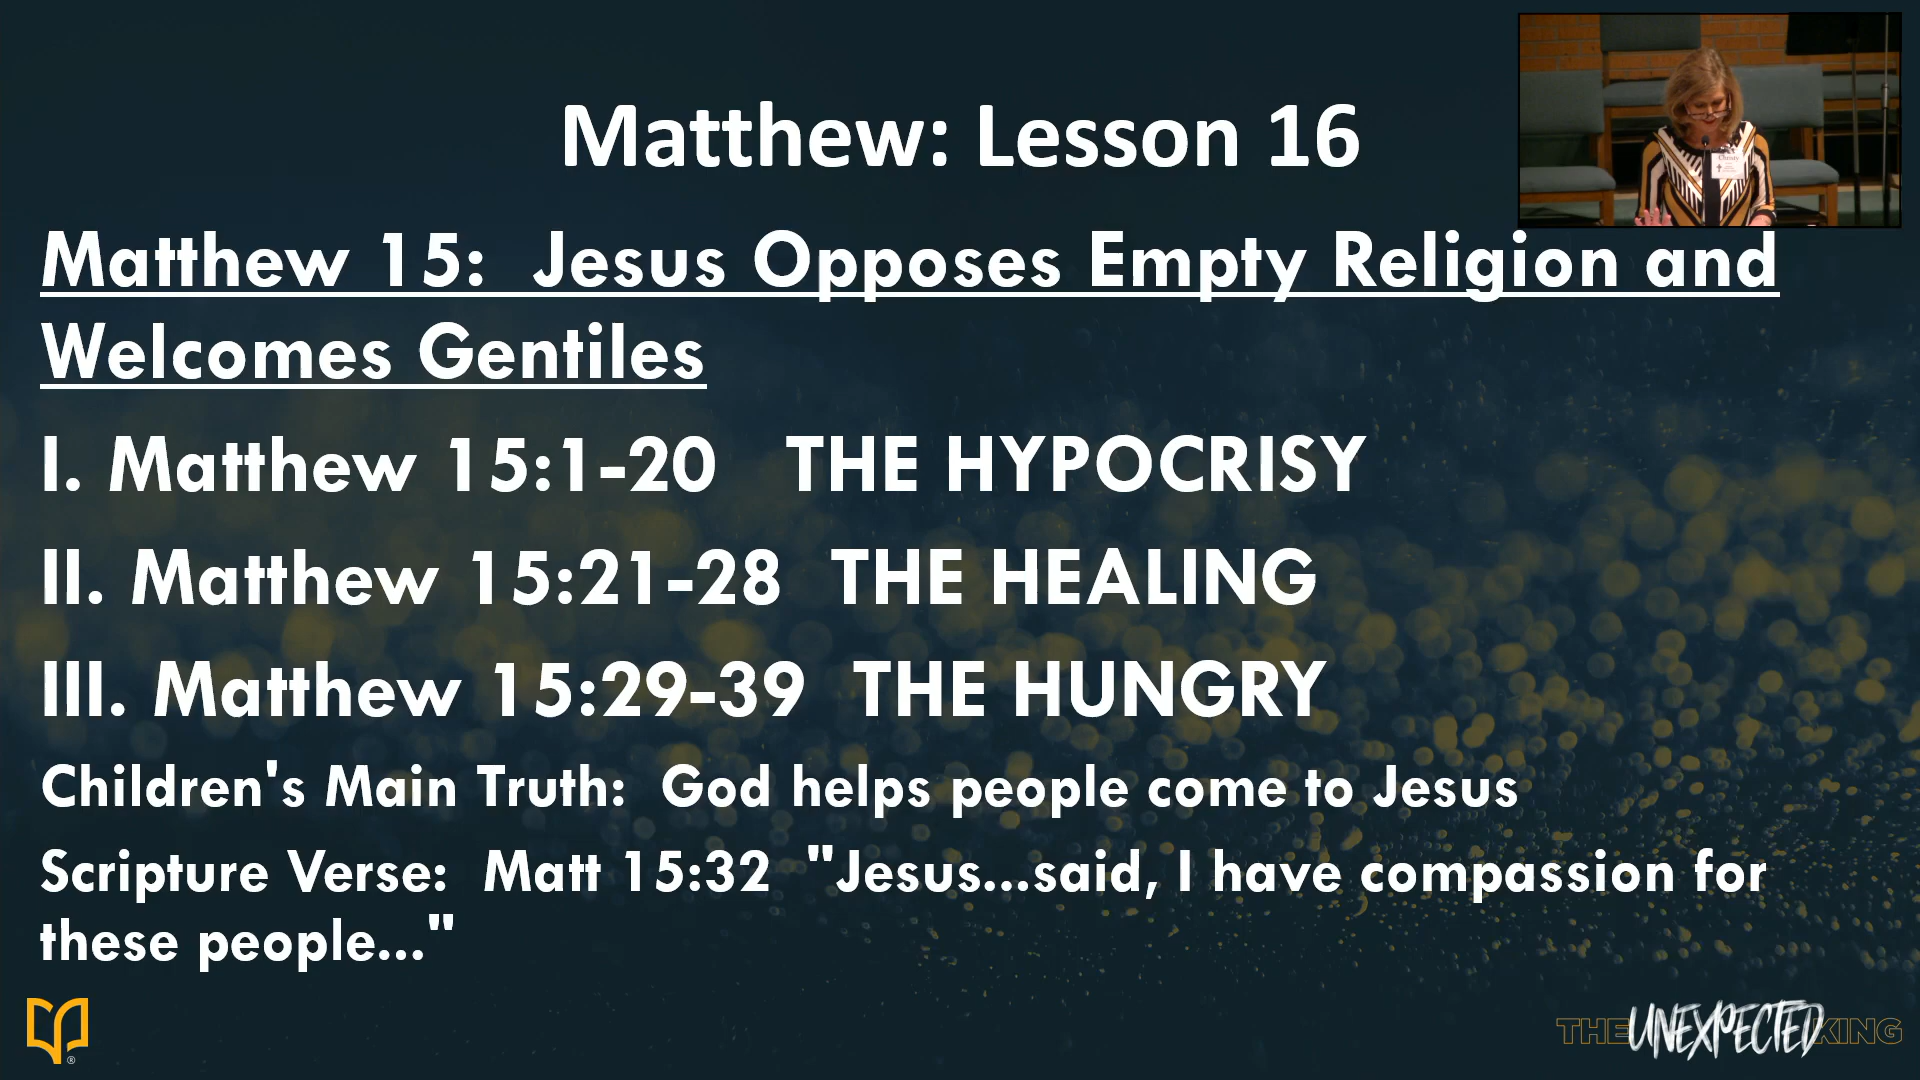 Matthew: Lesson 16
Christy
Matthew 15:  Jesus Opposes Empty Religion and
Welcomes Gentiles
I. Matthew 15:1-20   THE HYPOCRISY
II. Matthew 15:21-28  THE HEALING
III. Matthew 15:29-39  THE HUNGRY
Children's Main Truth:  God helps people come to Jesus
Scripture Verse:  Matt 15:32  "Jesus...said, I have compassion for
these people..."
®
THE UNEXPECTED KING